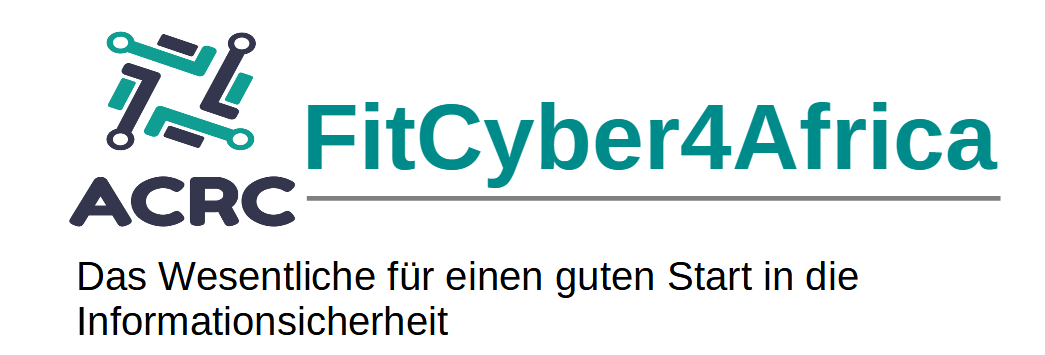 ACRC
FitCyber4Africa
Das Wesentliche für einen guten Start in die
Informationsicherheit